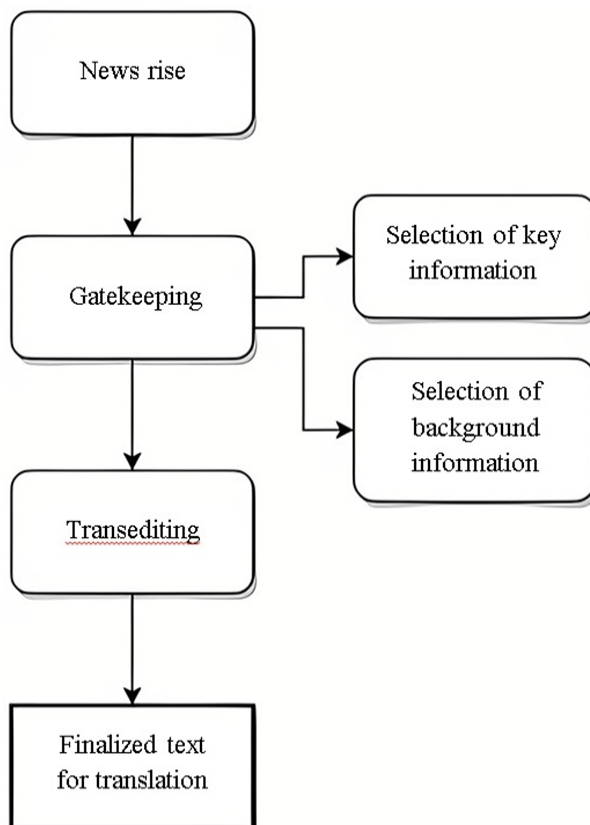 News rise
Gatekeeping
Selection of key
information
Selection of
background
information
Transediting
Finalized text
for translation